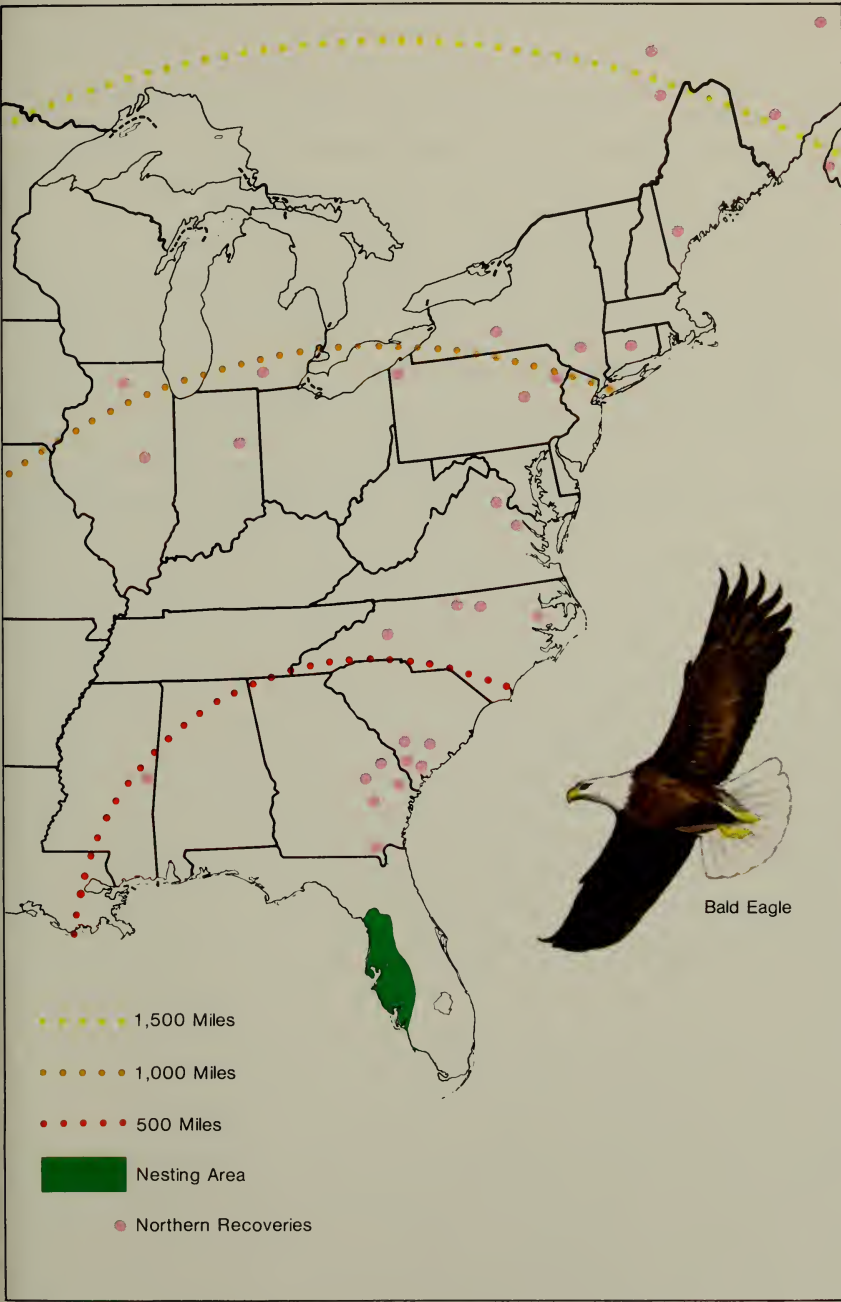 Bald Eagle
1,500 Miles
1,000 Miles
500 Miles
Nesting Area
Northern Recoveries